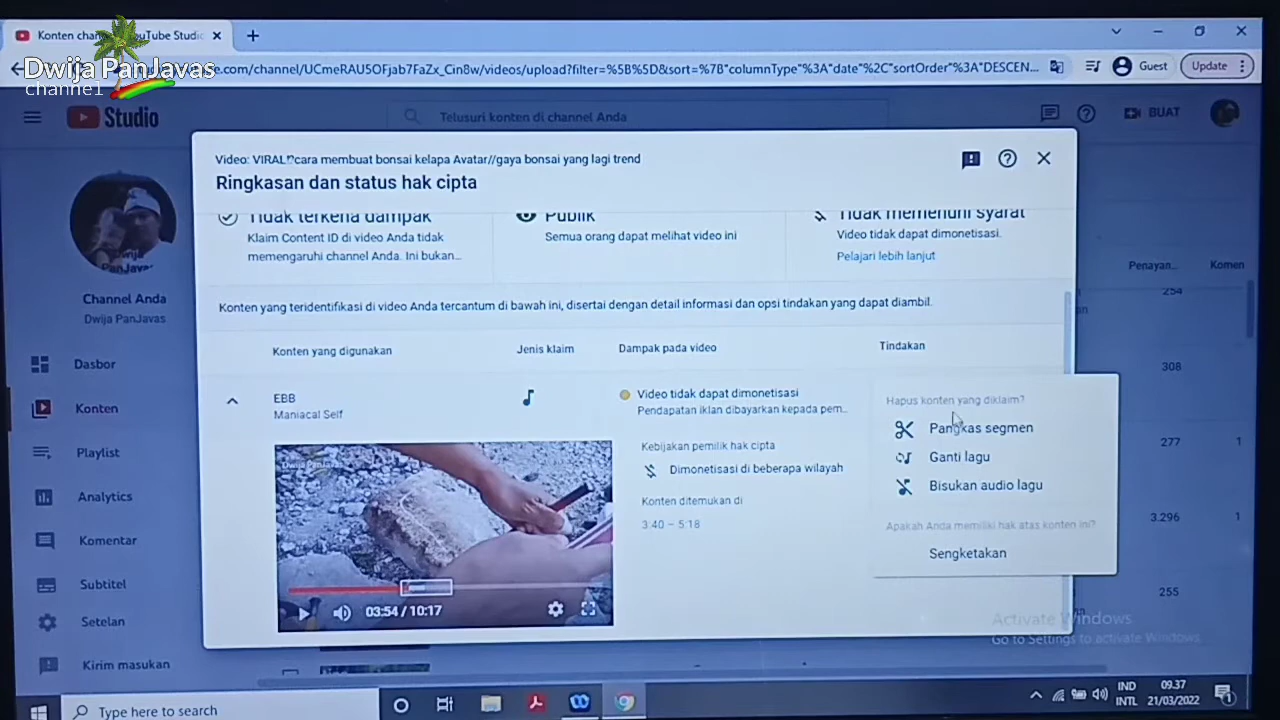 Konten chan
ouTube Studio
Dwija PanJavas
channel
e.com/channel/UCmeRAU5OFjab7FaZx_Cin8w/videos/upload?filter=%5B%5D&sort=%7B"columnType"%3A"date"%2C"sortOrder"%3A"DESCEN...
Guest
Update
Studio
Telusuri konten di channel Anda
BUAT
Video: VIRAL cara membuat bonsai kelapa Avatar//gaya bonsai yang lagi trend
Ringkasan dan status hak cipta
Tidak terkena dampak
Publik
Tidak memenuhi syarat
Klaim Content ID di video Anda tidak
memengaruhi channel Anda. Ini bukan...
Semua orang dapat melihat video ini
Video tidak dapat dimonetisasi.
Pelajari lebih lanjut
Dwija
PanJavas
Channel Anda
Dwija PanJavas
Penayan...
Komen
Konten yang teridentifikasi di video Anda tercantum di bawah ini, disertai dengan detail informasi dan opsi tindakan yang dapat diambil.
Konten yang digunakan
Jenis klaim
Dampak pada video
Tindakan
EBB
Maniacal Self
Video tidak dapat dimonetisasi
Pendapatan iklan dibayarkan kepada pem...
Kebijakan pemilik hak cipta
Dimonetisasi di beberapa wilayah
Konten ditemukan di
3:40 – 5:18
Hapus konten yang diklaim?
Pangkas segmen
Ganti lagu
Bisukan audio lagu
Apakah Anda memiliki hak atas konten ini?
Sengketakan
Dwija PanJavas
03:54 / 10:17
Dasbor
Konten
Playlist
Analytics
Komentar
Subtitel
Setelan
Kirim masukan
254
308
277
1
3.296
1
255
Activate Windows
Go to Settings to activate Windows.
Type here to search
IND
INTL
09.37
21/03/2022